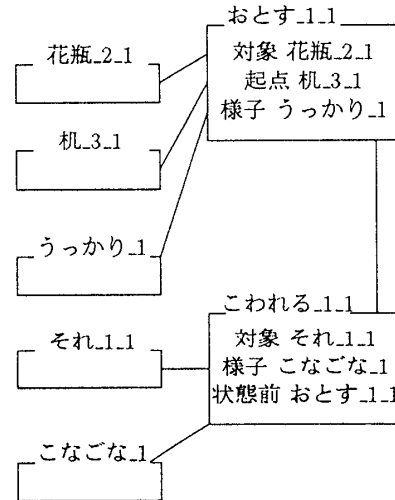 おとす_1_1
対象 花瓶_2_1
起点 机_3_1
様子 うっかり_1
花瓶_2_1
机_3_1
うっかり_1
こわれる_1_1
対象 それ_1_1
様子 こなごな_1
状態前 おとす_1_1
それ_1_1
こなごな_1